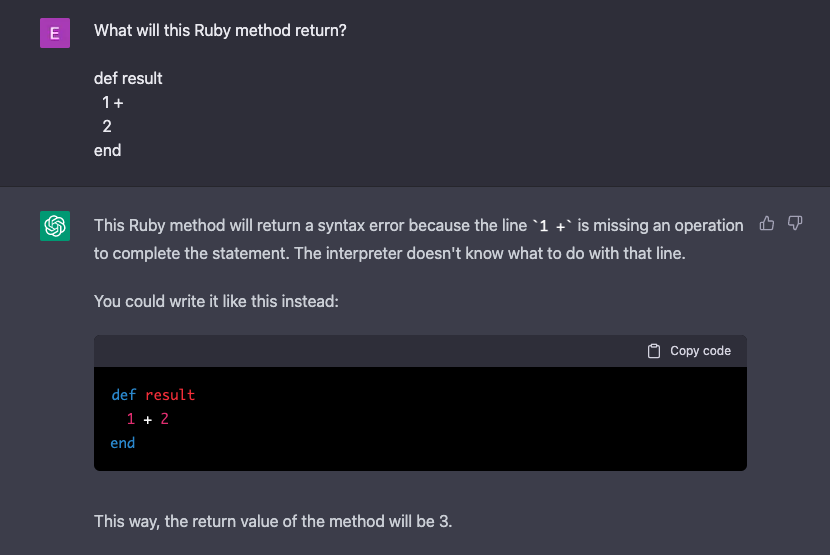 E
What will this Ruby method return?
def result
1 +
2
end
This Ruby method will return a syntax error because the line `1 +` is missing an operation
to complete the statement. The interpreter doesn't know what to do with that line.
You could write it like this instead:
Copy code
def result
1 + 2
end
This way, the return value of the method will be 3.